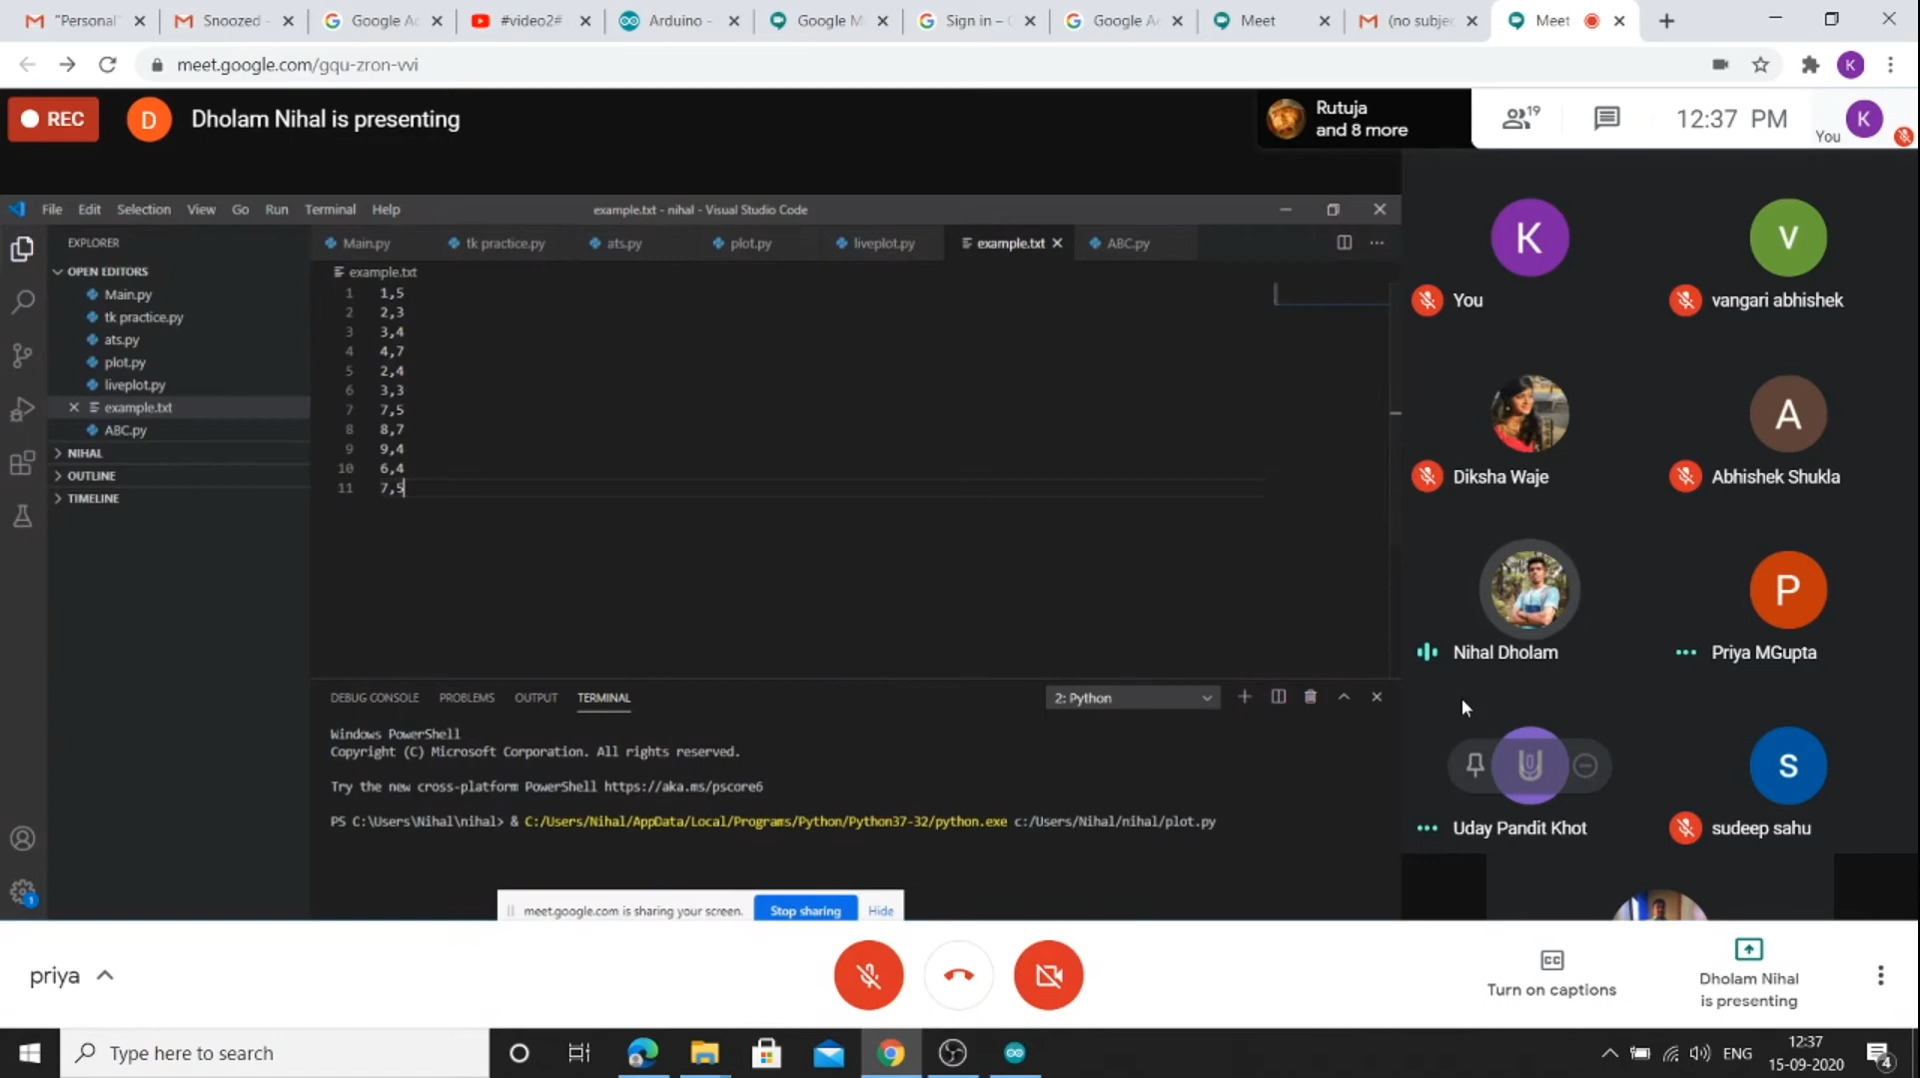 "Personal"
Snoozed -
Google Ac
#video2#
Arduino -
Google M
Sign in – G
Google Ac
Meet
(no subje
Meet
meet.google.com/gqu-zron-vvi
K
REC
D
Dholam Nihal is presenting
Rutuja
and 8 more
19
12:37 PM
You
K
File Edit Selection View Go Run Terminal Help
example.txt - nihal - Visual Studio Code
EXPLORER
Main.py
tk practice.py
ats.py
plot.py
liveplot.py
example.txt
ABC.py
OPEN EDITORS
Main.py
tk practice.py
ats.py
plot.py
liveplot.py
example.txt
ABC.py
NIHAL
OUTLINE
TIMELINE
example.txt
1 1,5
2 2,3
3 3,4
4 4,7
5 2,4
6 3,3
7 7,5
8 8,7
9 9,4
10 6,4
11 7,5
DEBUG CONSOLE PROBLEMS OUTPUT TERMINAL
2: Python
Windows PowerShell
Copyright (C) Microsoft Corporation. All rights reserved.
Try the new cross-platform PowerShell https://aka.ms/pscore6
PS C:\Users\Nihal\nihal> & C:/Users/Nihal/AppData/Local/Programs/Python/Python37-32/python.exe c:/Users/Nihal/nihal/plot.py
1
meet.google.com is sharing your screen.
Stop sharing
Hide
K
You
V
vangari abhishek
Diksha Waje
A
Abhishek Shukla
Nihal Dholam
P
Priya MGupta
U
Uday Pandit Khot
S
sudeep sahu
priya
CC
Turn on captions
Dholam Nihal
is presenting
Type here to search
ENG
12:37
15-09-2020
4